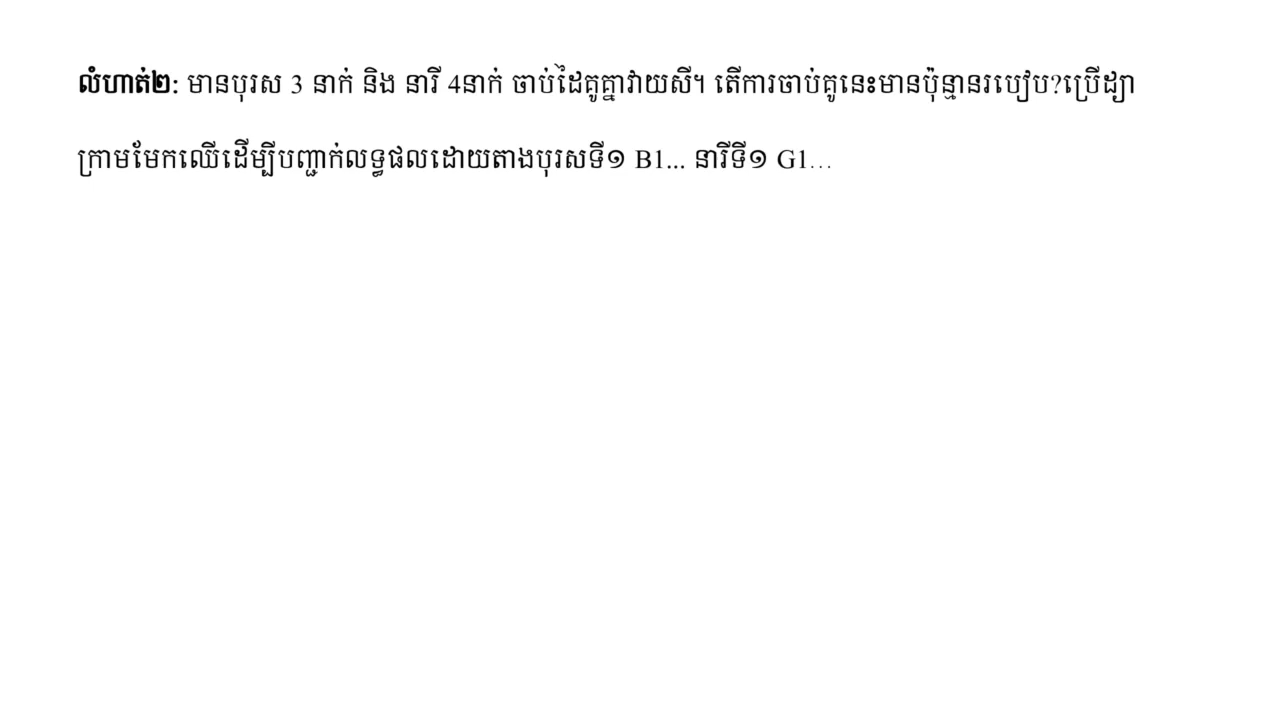 លំហាត់២: មានបុរស 3 នាក់ និង នារី 4នាក់ ចាប់ដៃគូគ្នាវាយសី។ តើការចាប់គូនេះមានប៉ុន្មានរបៀប?ប្រើដ្យា
ក្រាមមែកឈើដើម្បីបញ្ជាក់លទ្ធផលដោយតាងបុរសទី១ B1... នារីទី១ G1...